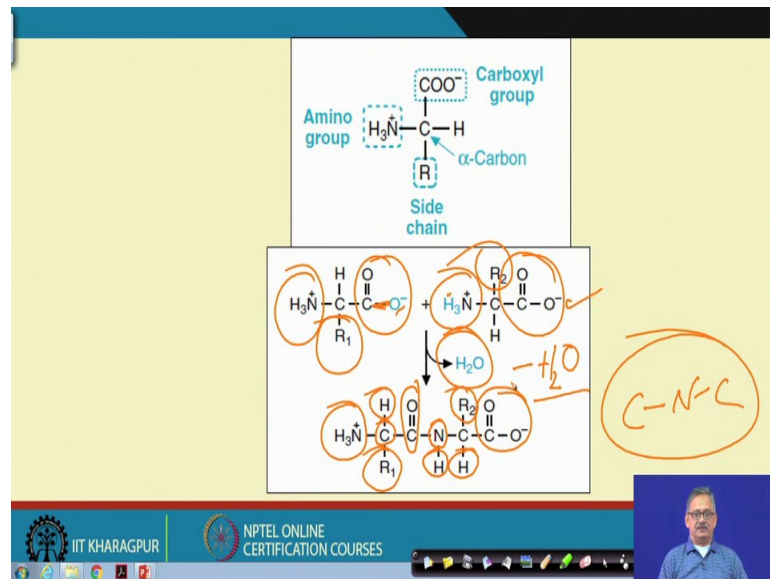 COO⁻
Carboxyl
group
Amino
group
H₃N⁺—C—H
α-Carbon
R
Side
chain
H O R₂ O
H₃N⁺—C—C—O⁻ + H₃N⁺—C—C—O⁻
R₁ H
H₂O
-H₂O
C-N-C
H O R₂ O
H₃N⁺—C—C—N—C—C—O⁻
R₁ H H
IIT KHARAGPUR
NPTEL ONLINE
CERTIFICATION COURSES